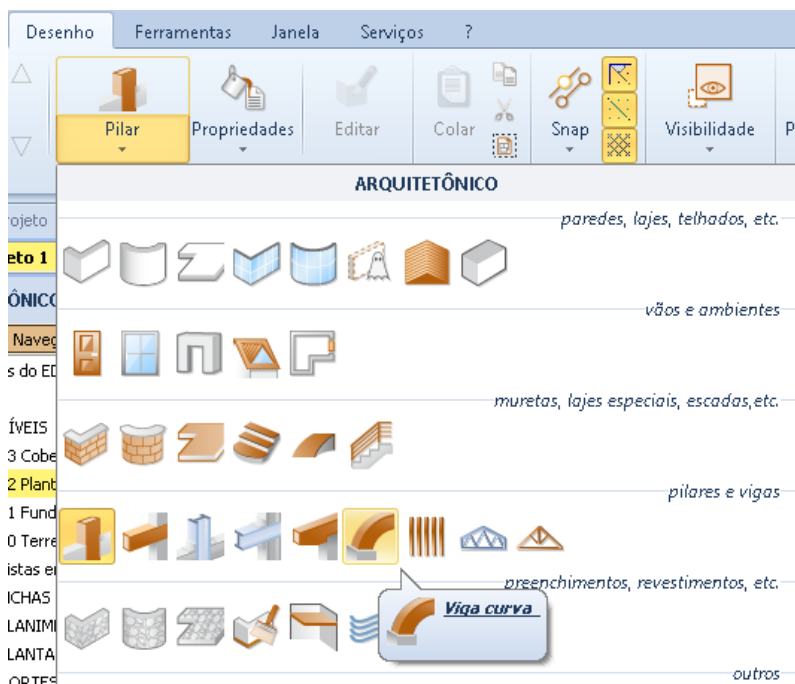 Desenho Ferramentas Janela Serviços ?
Pilar Propriedades Editar Colar Snap Visibilidade P
ARQUITETÔNICO
rojeto
paredes, lajes, telhados, etc.
eto 1
ÔNICO
vãos e ambientes
Naveg
s do ED
muretas, lajes especiais, escadas,etc.
ÍVEIS
3 Cobe
2 Plant
pilares e vigas
1 Fund
0 Terre
istas e
preenchimentos, revestimentos, etc.
ICHAS
Viga curva
LANIM
LANTA
outros
ORTES